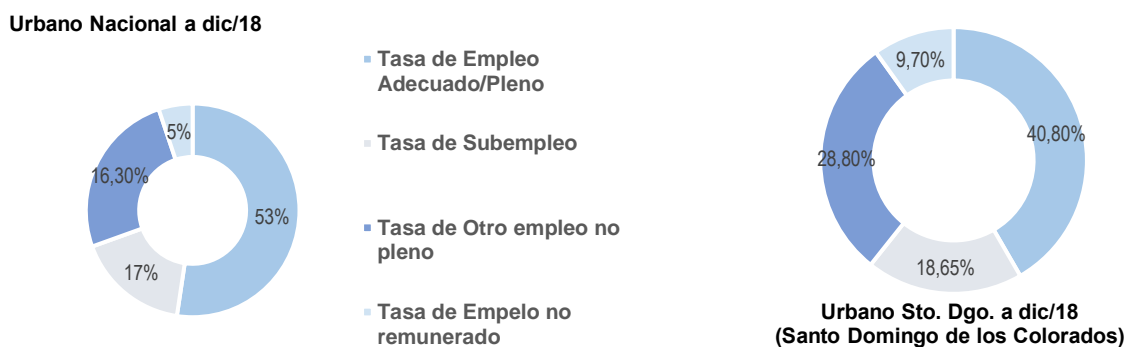 Urbano Nacional a dic/18
5%
16,30%
53%
17%
Tasa de Empleo
Adecuado/Pleno
Tasa de Subempleo
Tasa de Otro empleo no
pleno
Tasa de Empelo no
remunerado
9,70%
40,80%
28,80%
18,65%
Urbano Sto. Dgo. a dic/18
(Santo Domingo de los Colorados)